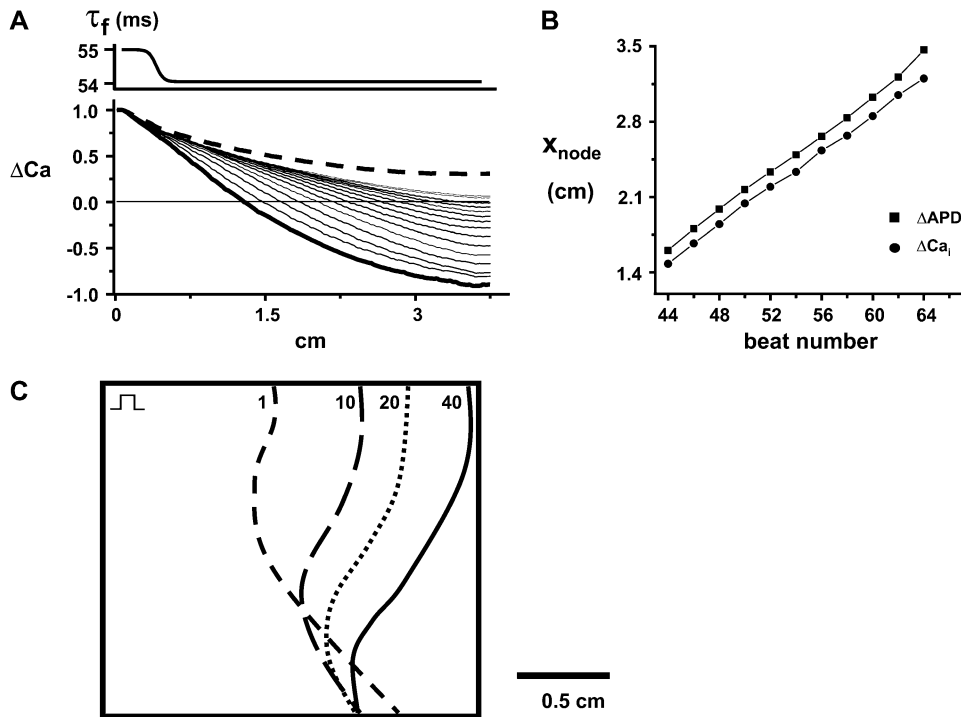 A
τf (ms)
55
54
1.0
0.5
ΔCa
0.0
-0.5
-1.0
0
1.5
3
cm
B
3.5
2.8
Xnode
(cm)
2.1
1.4
ΔAPD
ΔCai
44
48
52
56
60
64
beat number
C
1
10
20
40
0.5 cm